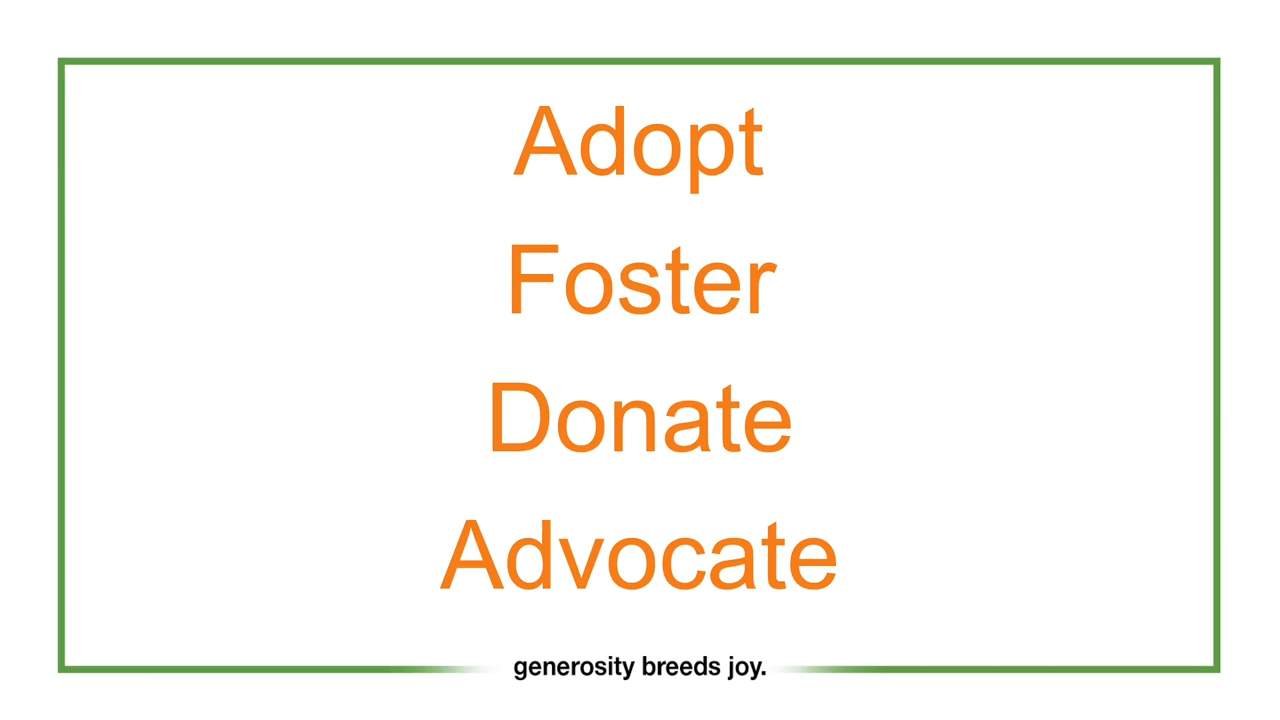 Adopt
Foster
Donate
Advocate
generosity breeds joy.